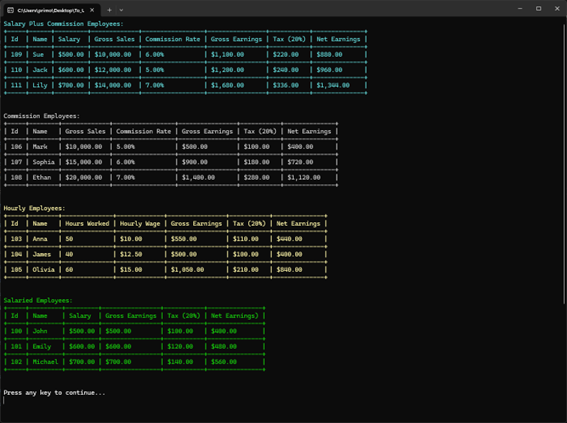 C:\Users\primo\Desktop\To_L
Salary Plus Commission Employees:
| Id | Name | Salary | Gross Sales | Commission Rate | Gross Earnings | Tax (20%) | Net Earnings |
| 109 | Sue | $500.00 | $10,000.00 | 6.00% | $1,100.00 | $220.00 | $880.00 |
| 110 | Jack | $600.00 | $12,000.00 | 5.00% | $1,200.00 | $240.00 | $960.00 |
| 111 | Lily | $700.00 | $14,000.00 | 7.00% | $1,680.00 | $336.00 | $1,344.00 |
Commission Employees:
| Id | Name | Gross Sales | Commission Rate | Gross Earnings | Tax (20%) | Net Earnings |
| 106 | Mark | $10,000.00 | 5.00% | $500.00 | $100.00 | $400.00 |
| 107 | Sophia | $15,000.00 | 6.00% | $900.00 | $180.00 | $720.00 |
| 108 | Ethan | $20,000.00 | 7.00% | $1,400.00 | $280.00 | $1,120.00 |
Hourly Employees:
| Id | Name | Hours Worked | Hourly Wage | Gross Earnings | Tax (20%) | Net Earnings |
| 103 | Anna | 50 | $10.00 | $550.00 | $110.00 | $440.00 |
| 104 | James | 40 | $12.50 | $500.00 | $100.00 | $400.00 |
| 105 | Olivia | 60 | $15.00 | $1,050.00 | $210.00 | $840.00 |
Salaried Employees:
| Id | Name | Salary | Gross Earnings | Tax (20%) | Net Earnings) |
| 100 | John | $500.00 | $500.00 | $100.00 | $400.00 |
| 101 | Emily | $600.00 | $600.00 | $120.00 | $480.00 |
| 102 | Michael | $700.00 | $700.00 | $140.00 | $560.00 |
Press any key to continue...